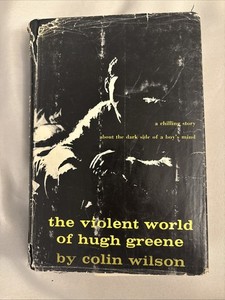 a chilling story
about the dark side of a boy's mind
the violent world
of hugh greene
by colin wilson